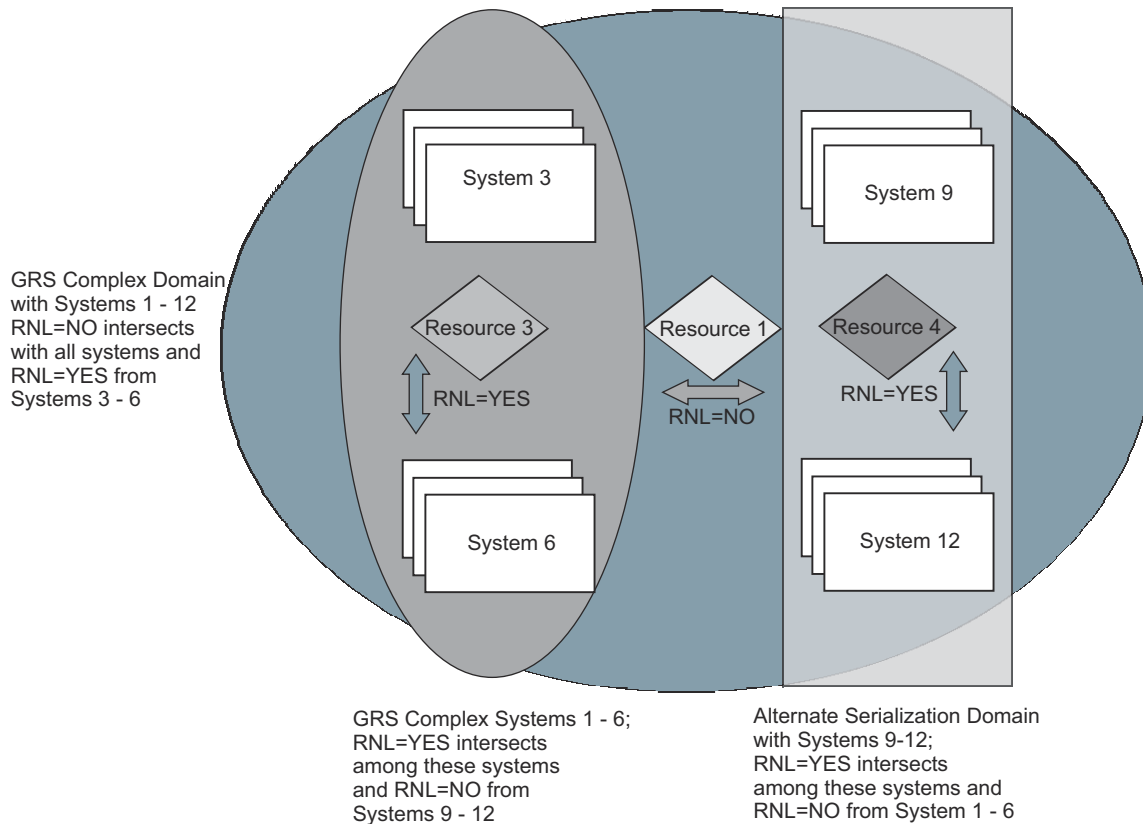 System 3
System 9
GRS Complex Domain
with Systems 1 - 12
RNL=NO intersects
with all systems and
RNL=YES from
Systems 3 - 6
Resource 3
Resource 1
Resource 4
RNL=YES
RNL=NO
RNL=YES
System 6
System 12
GRS Complex Systems 1 - 6;
RNL=YES intersects
among these systems
and RNL=NO from
Systems 9 - 12
Alternate Serialization Domain
with Systems 9-12;
RNL=YES intersects
among these systems and
RNL=NO from System 1 - 6